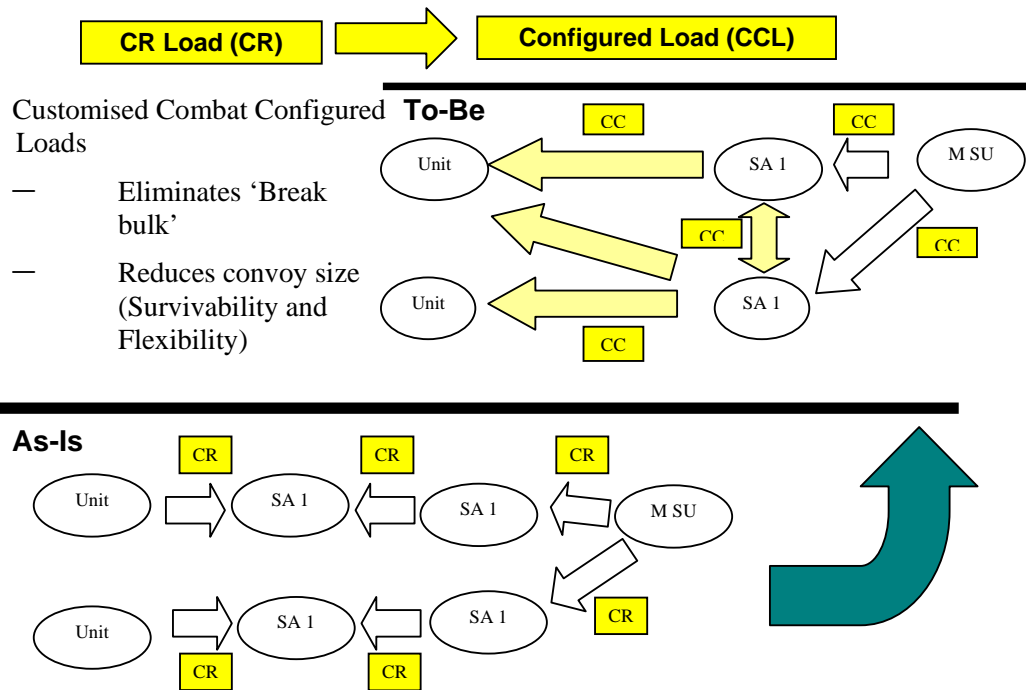 CR Load (CR)
Configured Load (CCL)
Customised Combat Configured
Loads
— Eliminates ‘Break
bulk’
— Reduces convoy size
(Survivability and
Flexibility)
To-Be
CC
CC
Unit
SA 1
M SU
CC
CC
Unit
SA 1
CC
As-Is
CR
CR
CR
Unit
SA 1
SA 1
M SU
CR
Unit
SA 1
SA 1
CR
CR